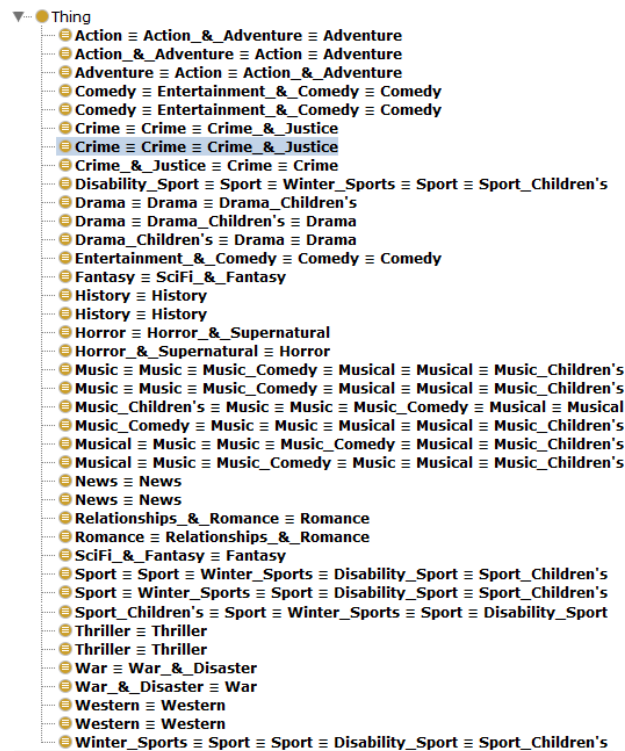 Thing
Action ≡ Action_&_Adventure ≡ Adventure
Action_&_Adventure ≡ Action ≡ Adventure
Adventure ≡ Action ≡ Action_&_Adventure
Comedy ≡ Entertainment_&_Comedy ≡ Comedy
Comedy ≡ Entertainment_&_Comedy ≡ Comedy
Crime ≡ Crime ≡ Crime_&_Justice
Crime ≡ Crime ≡ Crime_&_Justice
Crime_&_Justice ≡ Crime ≡ Crime
Disability_Sport ≡ Sport ≡ Winter_Sports ≡ Sport ≡ Sport_Children's
Drama ≡ Drama ≡ Drama_Children's
Drama ≡ Drama_Children's ≡ Drama
Drama_Children's ≡ Drama ≡ Drama
Entertainment_&_Comedy ≡ Comedy ≡ Comedy
Fantasy ≡ SciFi_&_Fantasy
History ≡ History
History ≡ History
Horror ≡ Horror_&_Supernatural
Horror_&_Supernatural ≡ Horror
Music ≡ Music ≡ Music_Comedy ≡ Musical ≡ Musical ≡ Music_Children's
Music ≡ Music ≡ Music_Comedy ≡ Musical ≡ Musical ≡ Music_Children's
Music_Children's ≡ Music ≡ Music ≡ Music_Comedy ≡ Musical ≡ Musical
Music_Comedy ≡ Music ≡ Music ≡ Musical ≡ Musical ≡ Music_Children's
Musical ≡ Music ≡ Music ≡ Music_Comedy ≡ Musical ≡ Music_Children's
Musical ≡ Music ≡ Music_Comedy ≡ Music ≡ Musical ≡ Music_Children's
News ≡ News
News ≡ News
Relationships_&_Romance ≡ Romance
Romance ≡ Relationships_&_Romance
SciFi_&_Fantasy ≡ Fantasy
Sport ≡ Sport ≡ Winter_Sports ≡ Disability_Sport ≡ Sport_Children's
Sport ≡ Winter_Sports ≡ Sport ≡ Disability_Sport ≡ Sport_Children's
Sport_Children's ≡ Sport ≡ Winter_Sports ≡ Sport ≡ Disability_Sport
Thriller ≡ Thriller
Thriller ≡ Thriller
War ≡ War_&_Disaster
War_&_Disaster ≡ War
Western ≡ Western
Western ≡ Western
Winter_Sports ≡ Sport ≡ Sport ≡ Disability_Sport ≡ Sport_Children's